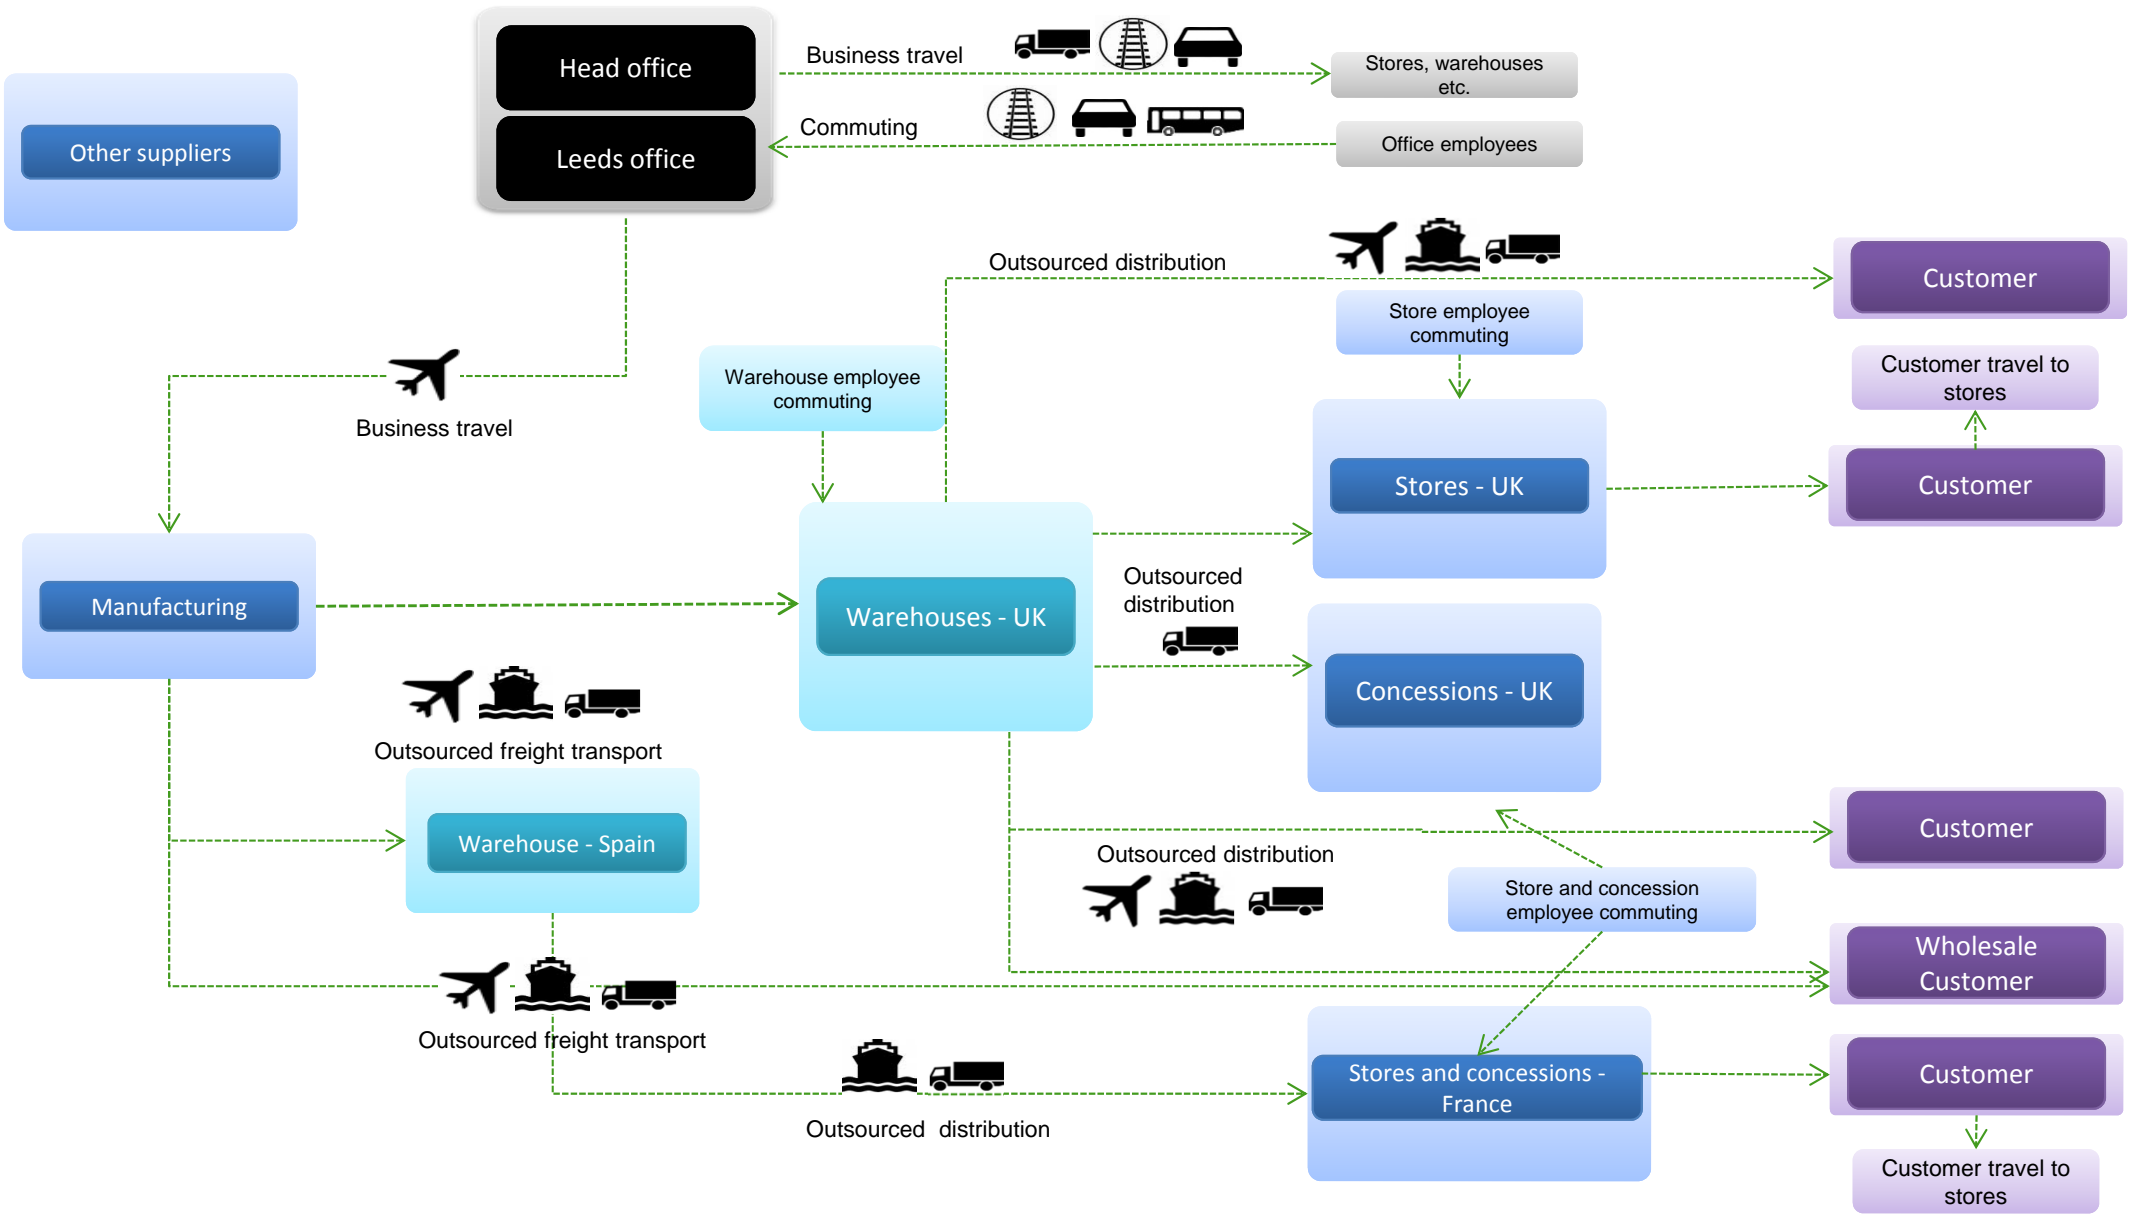 Head office
Business travel
Stores, warehouses
etc.
Other suppliers
Commuting
Office employees
Leeds office
Outsourced distribution
Customer
Store employee
commuting
Warehouse employee
commuting
Customer travel to
stores
Business travel
Stores - UK
Customer
Manufacturing
Warehouses - UK
Outsourced
distribution
Concessions - UK
Outsourced freight transport
Warehouse - Spain
Outsourced distribution
Customer
Store and concession
employee commuting
Wholesale
Customer
Outsourced freight transport
Stores and concessions -
France
Customer
Outsourced  distribution
Customer travel to
stores